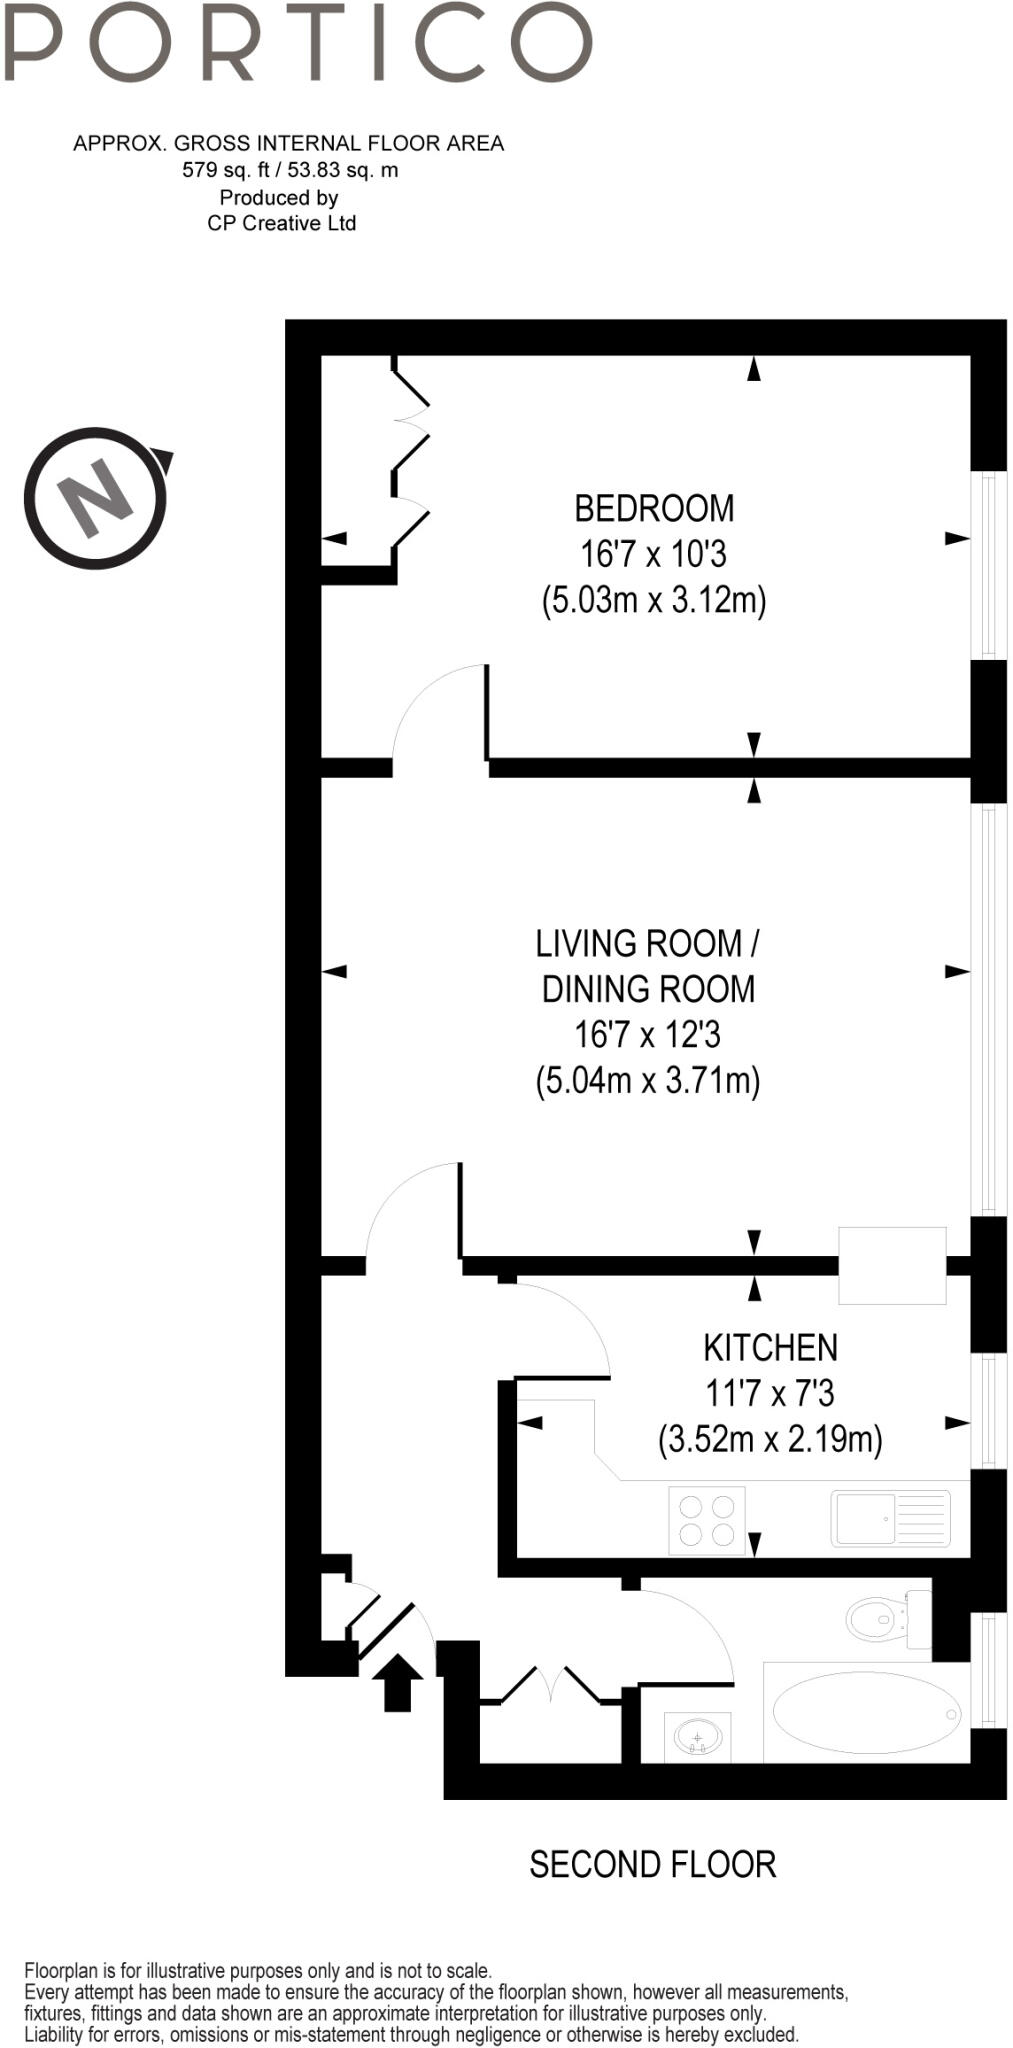 PORTICO
APPROX. GROSS INTERNAL FLOOR AREA
579 sq. ft / 53.83 sq. m
Produced by
CP Creative Ltd
N
BEDROOM
16'7 x 10'3
(5.03m x 3.12m)
LIVING ROOM /
DINING ROOM
16'7 x 12'3
(5.04m x 3.71m)
KITCHEN
11'7 x 7'3
(3.52m x 2.19m)
SECOND FLOOR
Floorplan is for illustrative purposes only and is not to scale.
Every attempt has been made to ensure the accuracy of the floorplan shown, however all measurements,
fixtures, fittings and data shown are an approximate interpretation for illustrative purposes only.
Liability for errors, omissions or mis-statement through negligence or otherwise is hereby excluded.